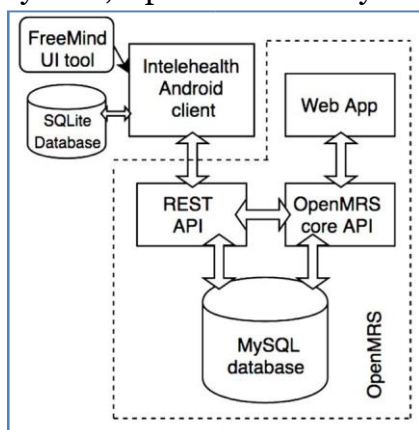 FreeMind
UI tool
Intelehealth
Android
client
SQLite
Database
Web App
REST
API
OpenMRS
core API
MySQL
database
OpenMRS